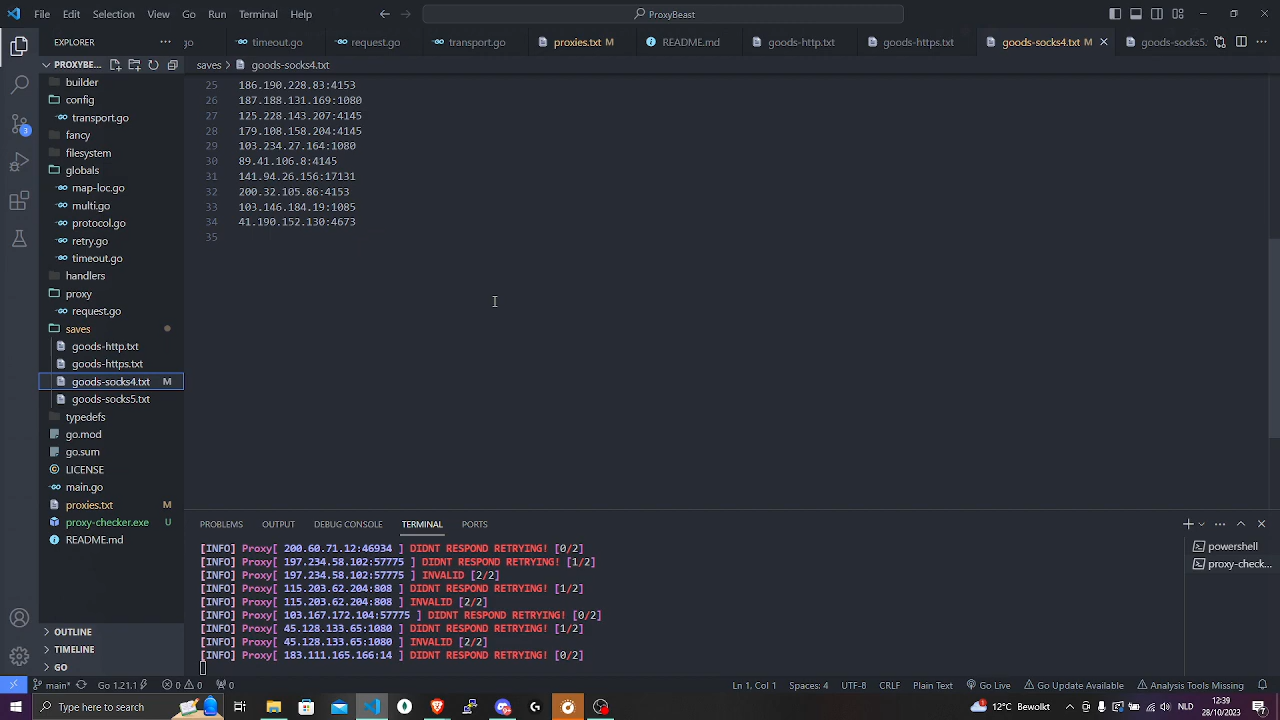 File Edit Selection View Go Run Terminal Help
ProxyBeast
EXPLORER
go
timeout.go
request.go
transport.go
proxies.txt M
README.md
goods-http.txt
goods-https.txt
goods-socks4.txt M
goods-socks5.
PROXYBE...
saves > goods-socks4.txt
builder
config
transport.go
fancy
filesystem
globals
map-loc.go
multi.go
protocol.go
retry.go
timeout.go
handlers
proxy
request.go
saves
goods-http.txt
goods-https.txt
goods-socks4.txt M
goods-socks5.txt
typedefs
go.mod
go.sum
LICENSE
main.go
proxies.txt M
proxy-checker.exe U
README.md
OUTLINE
TIMELINE
GO
25 186.190.228.83:4153
26 187.188.131.169:1080
27 125.228.143.207:4145
28 179.108.158.204:4145
29 103.234.27.164:1080
30 89.41.106.8:4145
31 141.94.26.156:17131
32 200.32.105.86:4153
33 103.146.184.19:1085
34 41.190.152.130:4673
35
PROBLEMS OUTPUT DEBUG CONSOLE TERMINAL PORTS
[INFO] Proxy[ 200.60.71.12:46934 ] DIDNT RESPOND RETRYING! [0/2]
[INFO] Proxy[ 197.234.58.102:57775 ] DIDNT RESPOND RETRYING! [1/2]
[INFO] Proxy[ 197.234.58.102:57775 ] INVALID [2/2]
[INFO] Proxy[ 115.203.62.204:808 ] DIDNT RESPOND RETRYING! [1/2]
[INFO] Proxy[ 115.203.62.204:808 ] INVALID [2/2]
[INFO] Proxy[ 103.167.172.104:57775 ] DIDNT RESPOND RETRYING! [0/2]
[INFO] Proxy[ 45.128.133.65:1080 ] DIDNT RESPOND RETRYING! [1/2]
[INFO] Proxy[ 45.128.133.65:1080 ] INVALID [2/2]
[INFO] Proxy[ 183.111.165.166:14 ] DIDNT RESPOND RETRYING! [0/2]
powershell
proxy-check...
3
main* Go 1.21.1 0 0 0
Ln 1, Col 1 Spaces: 4 UTF-8 CRLF Plain Text Go Live Go Update Available Analysis Tools Missing
Type here to search
12°C Bewolkt
NLD
12:39
28/10/2023